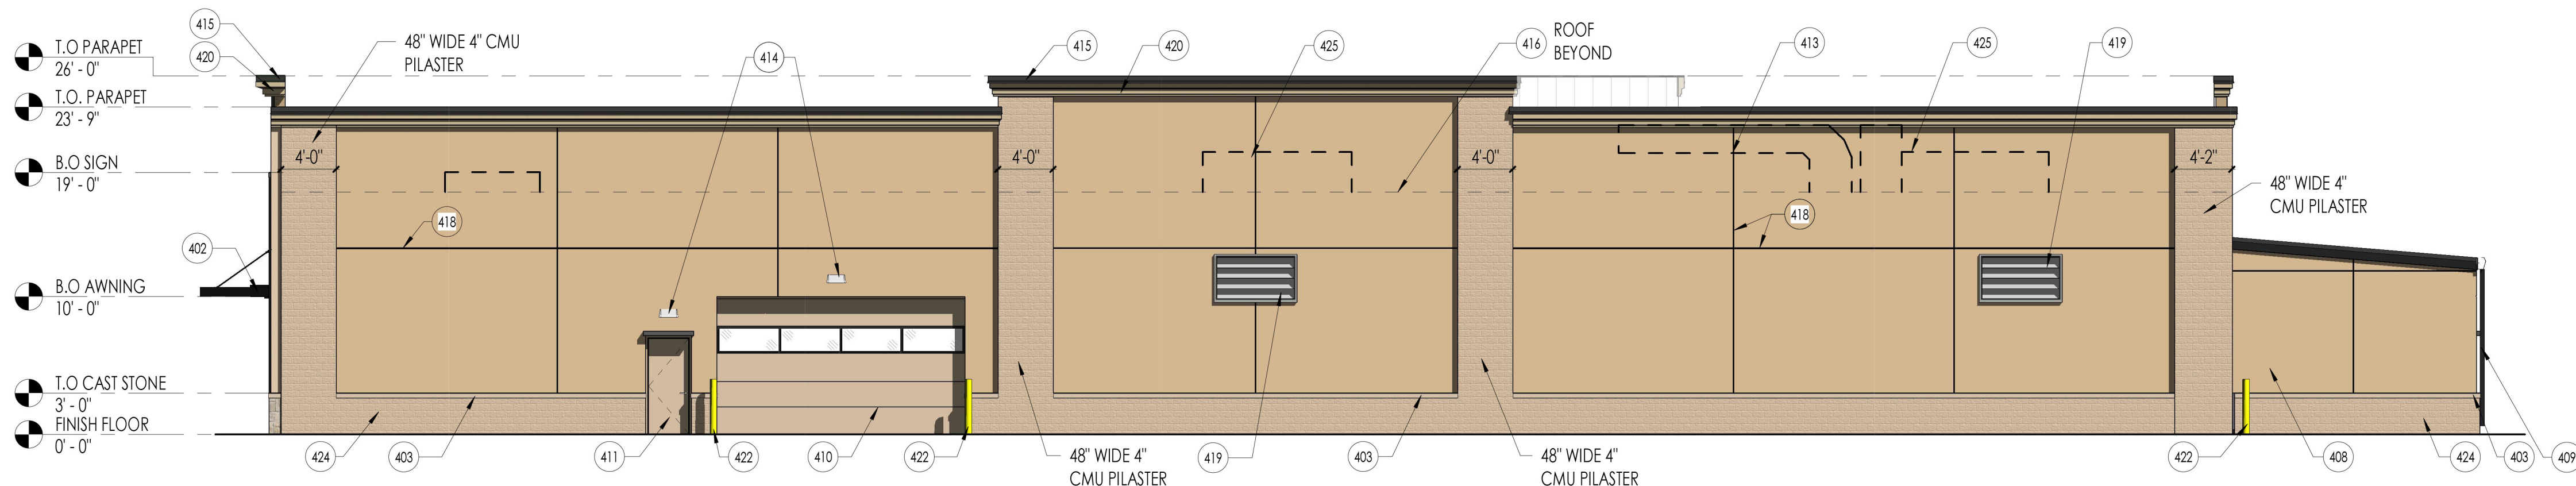 T.O PARAPET
26' - 0"
T.O. PARAPET
23' - 9"
B.O SIGN
19' - 0"
B.O AWNING
10' - 0"
T.O CAST STONE
3' - 0"
FINISH FLOOR
0' - 0"
415
420
48" WIDE 4" CMU
PILASTER
414
415
420
425
416
ROOF
BEYOND
413
425
419
4'-0"
4'-0"
4'-0"
4'-2"
48" WIDE 4"
CMU PILASTER
418
418
402
424
403
411
422
410
422
48" WIDE 4"
CMU PILASTER
419
403
48" WIDE 4"
CMU PILASTER
422
408
424
403
409